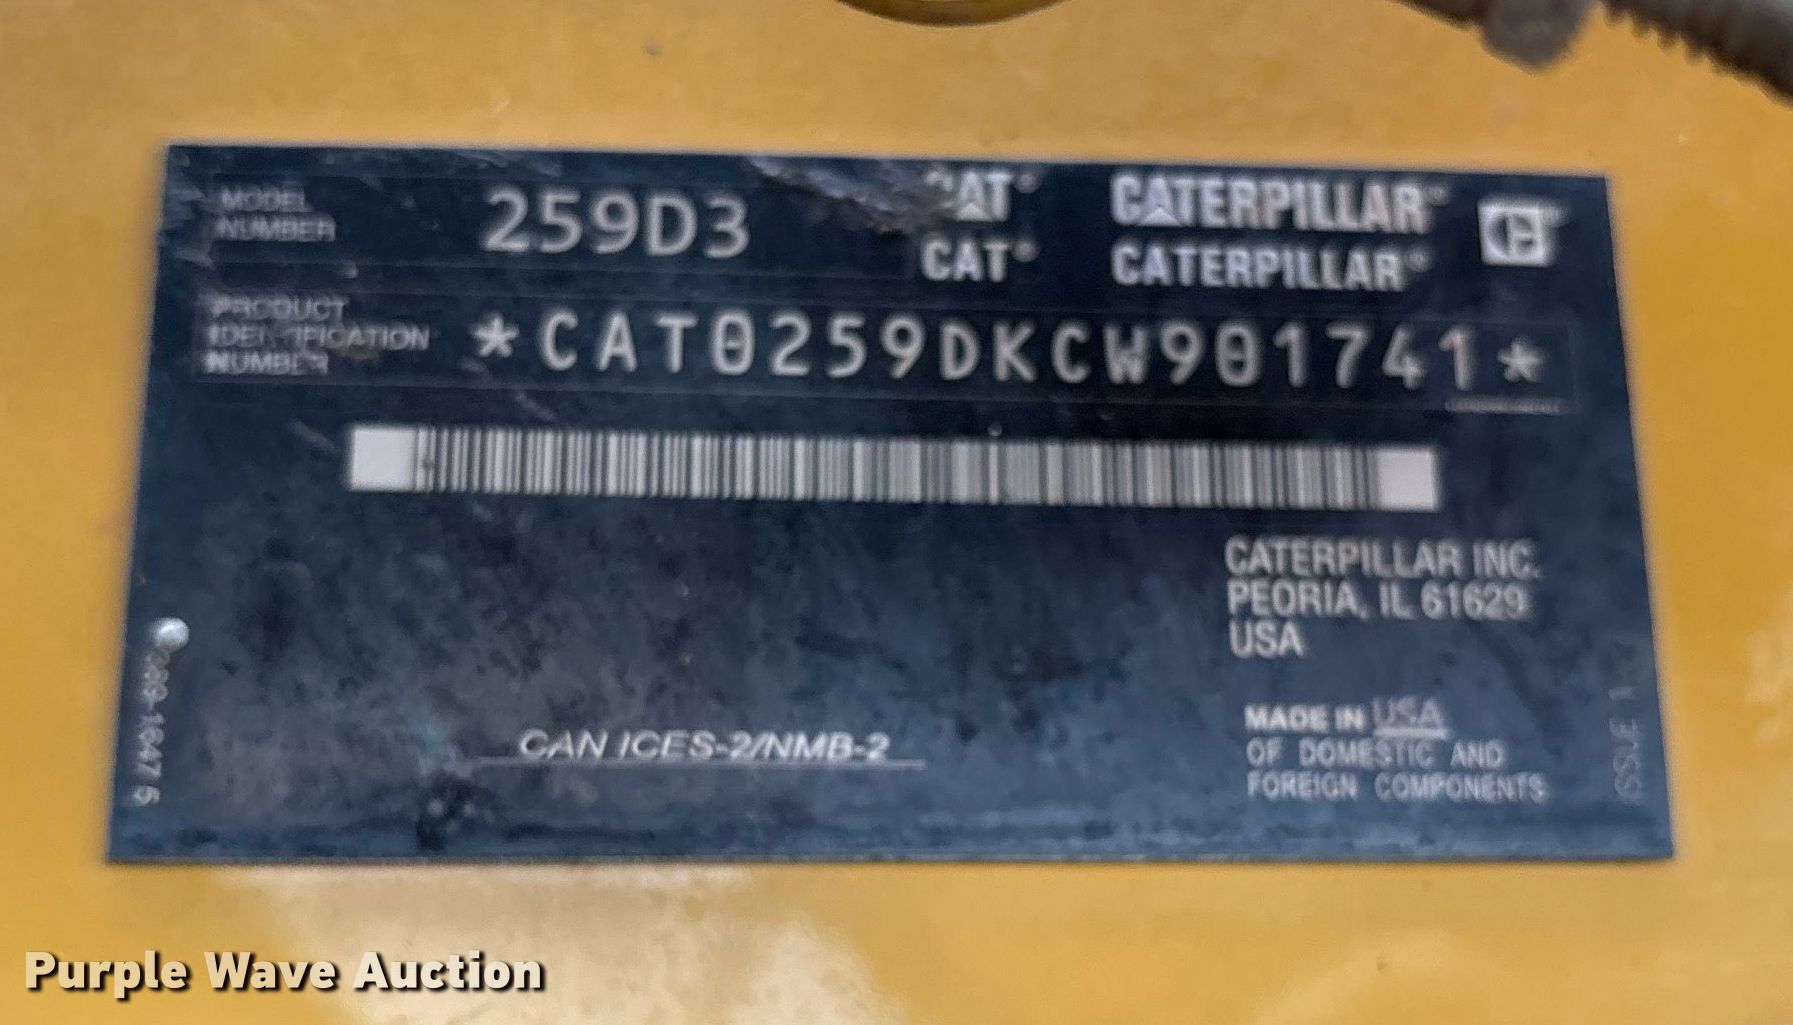 MODEL
NUMBER
259D3
CAT® CATERPILLAR®
CAT® CATERPILLAR®
PRODUCT
IDENTIFICATION
NUMBER
*CAT0259DKCW901741*
CATERPILLAR INC.
PEORIA, IL 61629
USA
CAN ICES-2/NMB-2
MADE IN USA
OF DOMESTIC AND
FOREIGN COMPONENTS
ISSUE
Purple Wave Auction